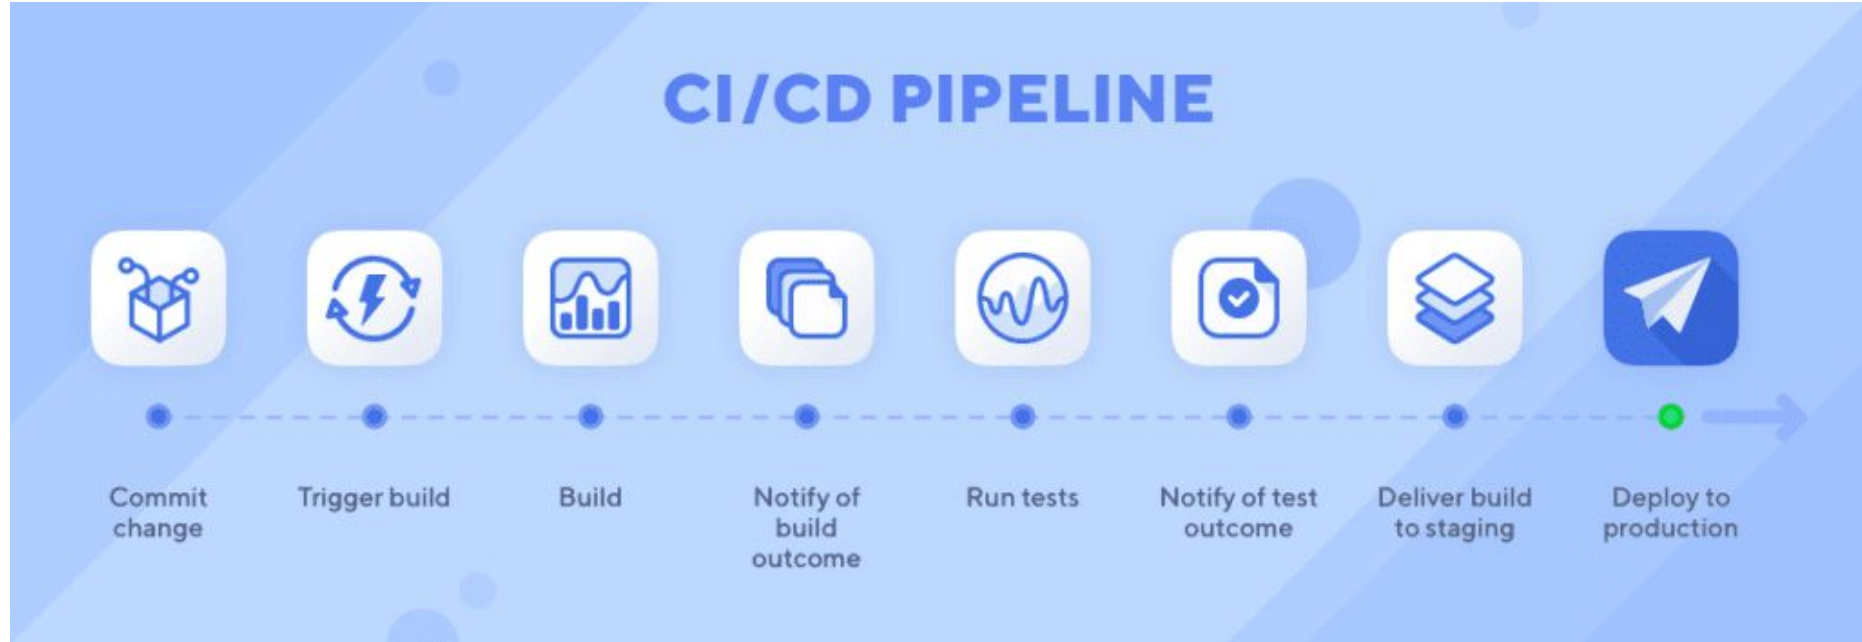 CI/CD PIPELINE
Commit
change
Trigger build
Build
Notify of
build
outcome
Run tests
Notify of test
outcome
Deliver build
to staging
Deploy to
production